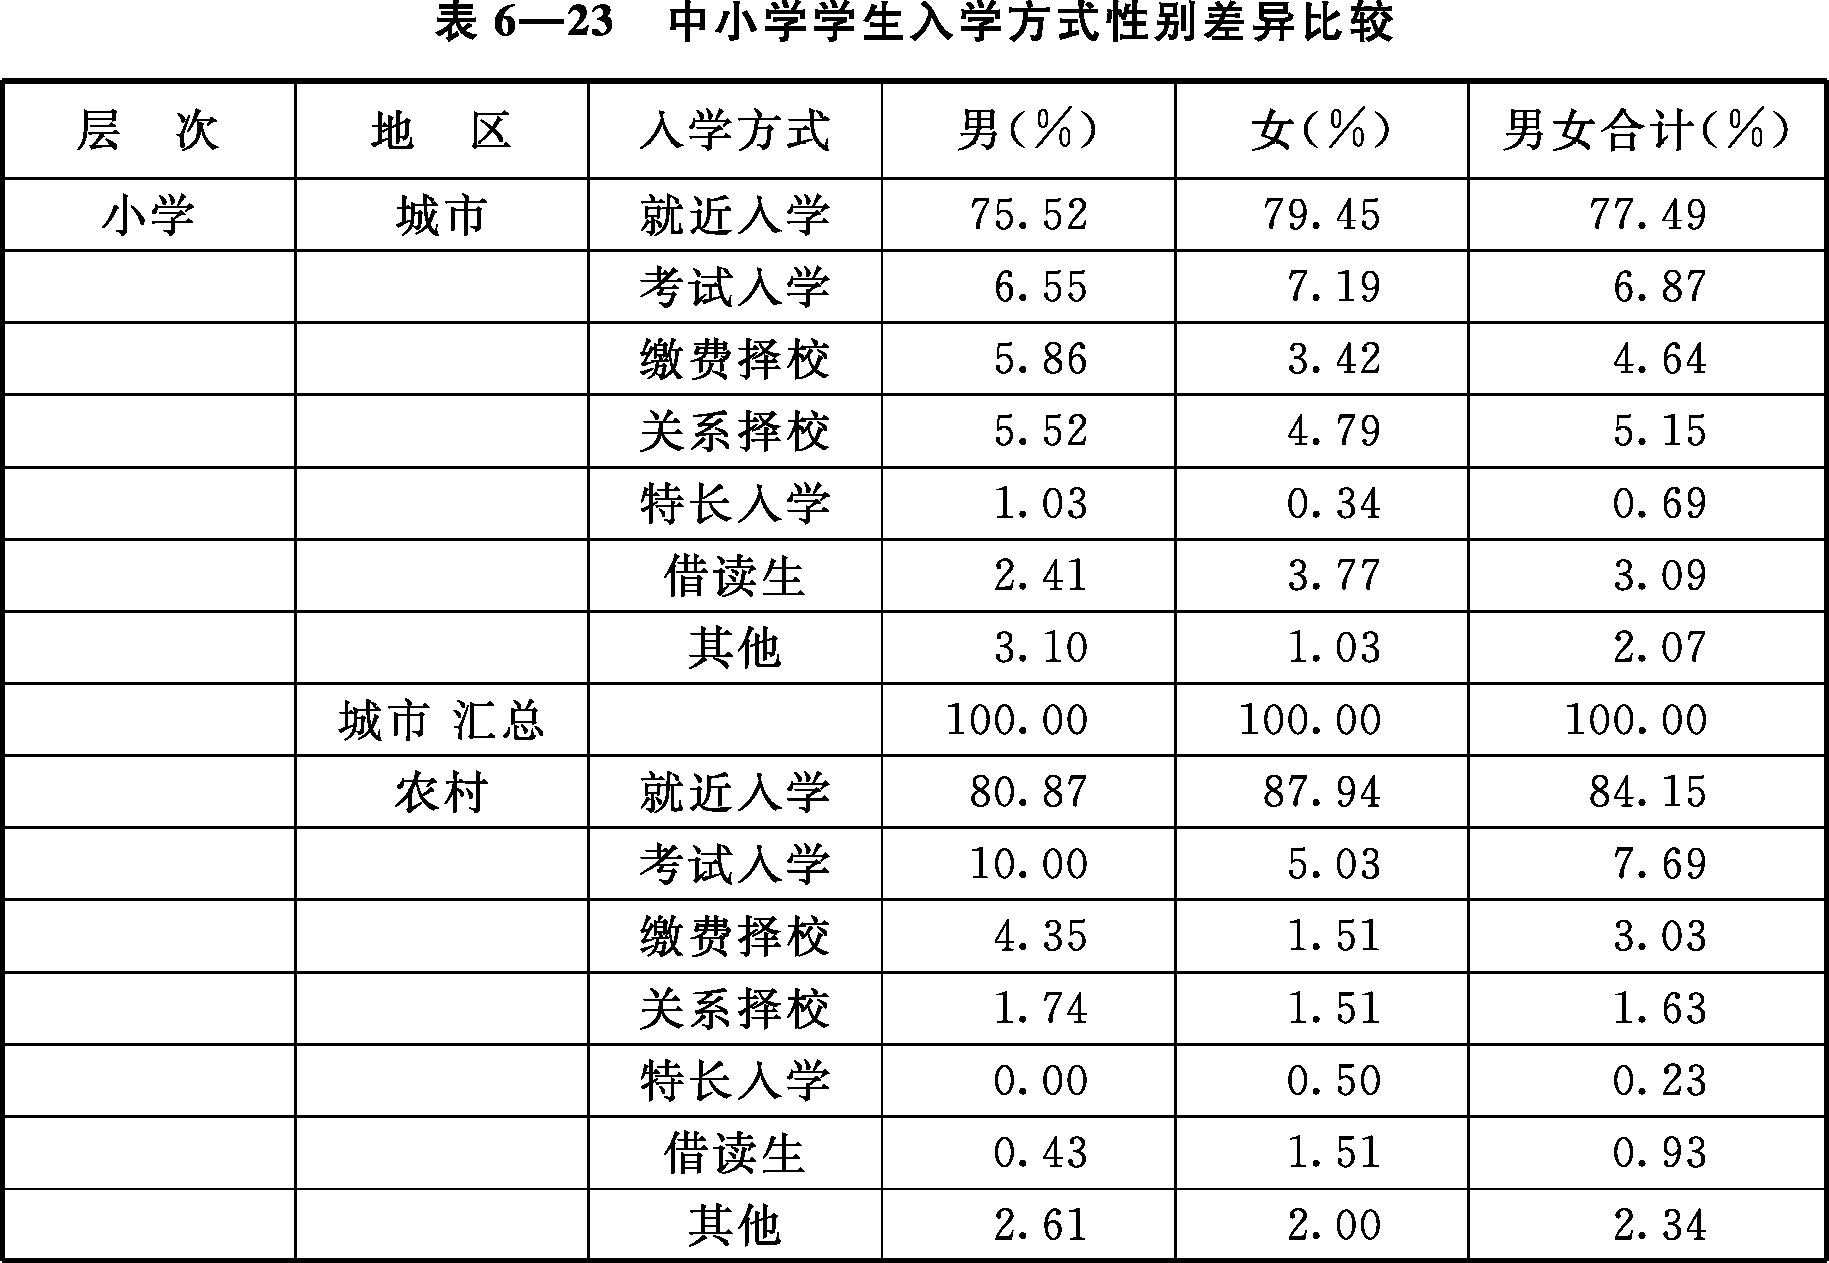 表 6—23 中小学学生入学方式性别差异比较
层 次 地 区 入学方式 男(%) 女(%) 男女合计(%)
小学 城市 就近入学 75.52 79.45 77.49
考试入学 6.55 7.19 6.87
缴费择校 5.86 3.42 4.64
关系择校 5.52 4.79 5.15
特长入学 1.03 0.34 0.69
借读生 2.41 3.77 3.09
其他 3.10 1.03 2.07
城市 汇总 100.00 100.00 100.00
农村 就近入学 80.87 87.94 84.15
考试入学 10.00 5.03 7.69
缴费择校 4.35 1.51 3.03
关系择校 1.74 1.51 1.63
特长入学 0.00 0.50 0.23
借读生 0.43 1.51 0.93
其他 2.61 2.00 2.34